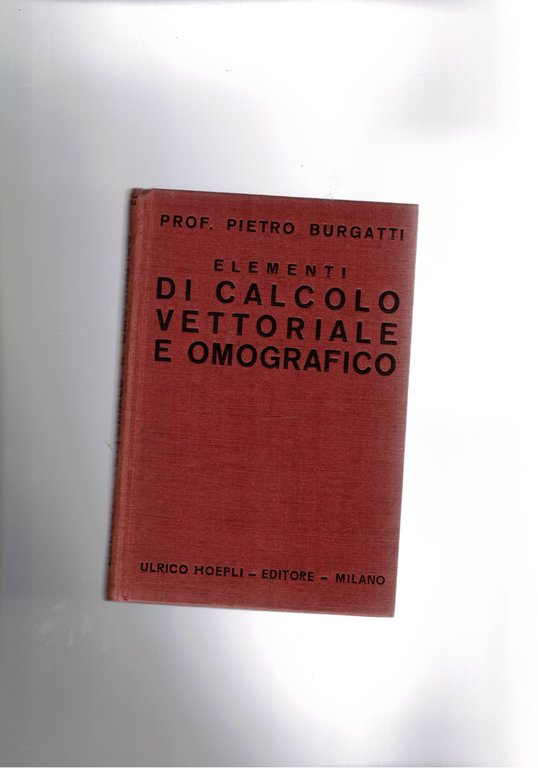 PROF. PIETRO BURGATTI
ELEMENTI
DI CALCOLO
VETTORIALE
E OMOGRAFICO
ULRICO HOEPLI – EDITORE – MILANO